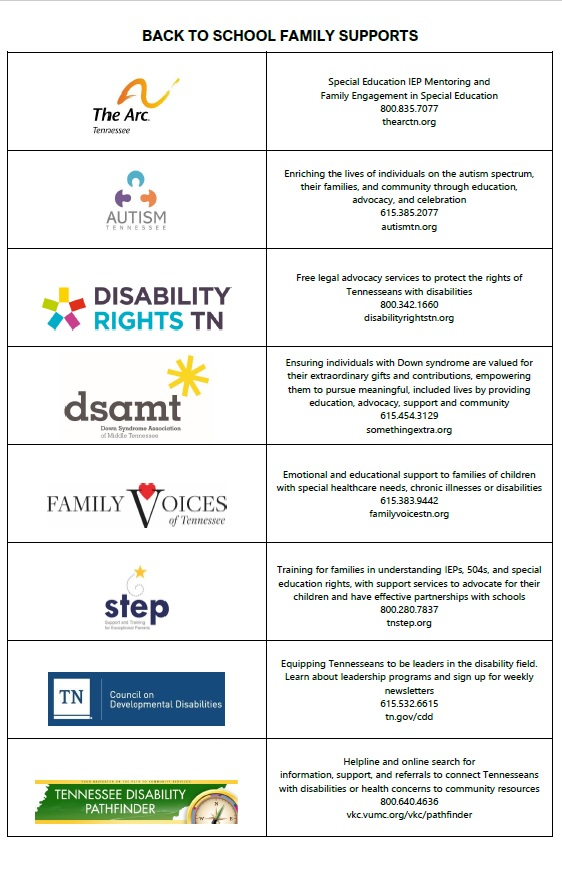 BACK TO SCHOOL FAMILY SUPPORTS
The Arc.
Tennessee
Special Education IEP Mentoring and
Family Engagement in Special Education
800.835.7077
thearctn.org
AUTISM
TENNESSEE
Enriching the lives of individuals on the autism spectrum,
their families, and community through education,
advocacy, and celebration
615.385.2077
autismtn.org
DISABILITY
RIGHTS TN
Free legal advocacy services to protect the rights of
Tennesseans with disabilities
800.342.1660
disabilityrightstn.org
dsamt
Down Syndrome Association
of Middle Tennessee
Ensuring individuals with Down syndrome are valued for
their extraordinary gifts and contributions, empowering
them to pursue meaningful, included lives by providing
education, advocacy, support and community
615.454.3129
somethingextra.org
FAMILY VOICES
of Tennessee
Emotional and educational support to families of children
with special healthcare needs, chronic illnesses or disabilities
615.383.9442
familyvoicestn.org
step
Support and Training
for Exceptional Parents
Training for families in understanding IEPs, 504s, and special
education rights, with support services to advocate for their
children and have effective partnerships with schools
800.280.7837
tnstep.org
TN
Council on
Developmental Disabilities
Equipping Tennesseans to be leaders in the disability field.
Learn about leadership programs and sign up for weekly
newsletters
615.532.6615
tn.gov/cdd
TENNESSEE DISABILITY
PATHFINDER
Helpline and online search for
information, support, and referrals to connect Tennesseans
with disabilities or health concerns to community resources
800.640.4636
vkc.vumc.org/vkc/pathfinder